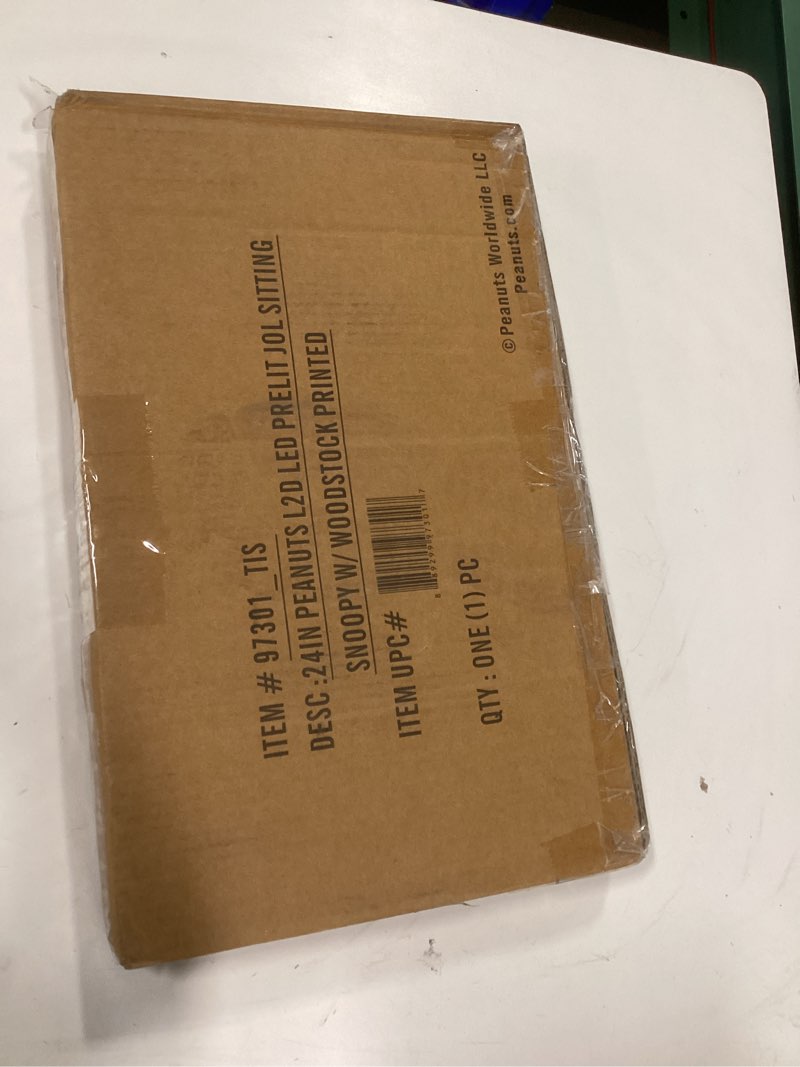 ITEM # 97301_TIS
DESC :24IN PEANUTS L2D LED PRELIT JOL SITTING
SNOOPY W/ WOODSTOCK PRINTED
ITEM UPC#
QTY : ONE (1) PC
©Peanuts Worldwide LLC
Peanuts.com